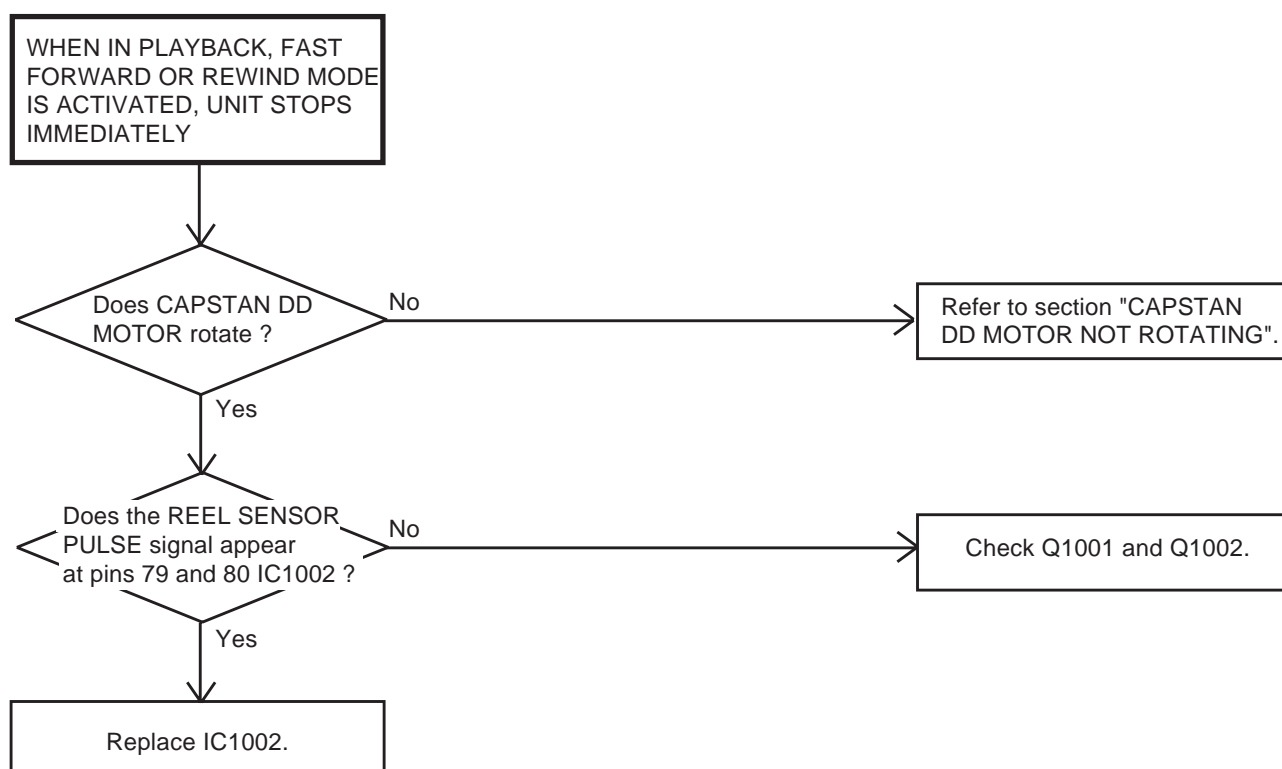 WHEN IN PLAYBACK, FAST
FORWARD OR REWIND MODE
IS ACTIVATED, UNIT STOPS
IMMEDIATELY
Does CAPSTAN DD
MOTOR rotate ?
No
Refer to section "CAPSTAN
DD MOTOR NOT ROTATING".
Yes
Does the REEL SENSOR
PULSE signal appear
at pins 79 and 80 IC1002 ?
No
Check Q1001 and Q1002.
Yes
Replace IC1002.